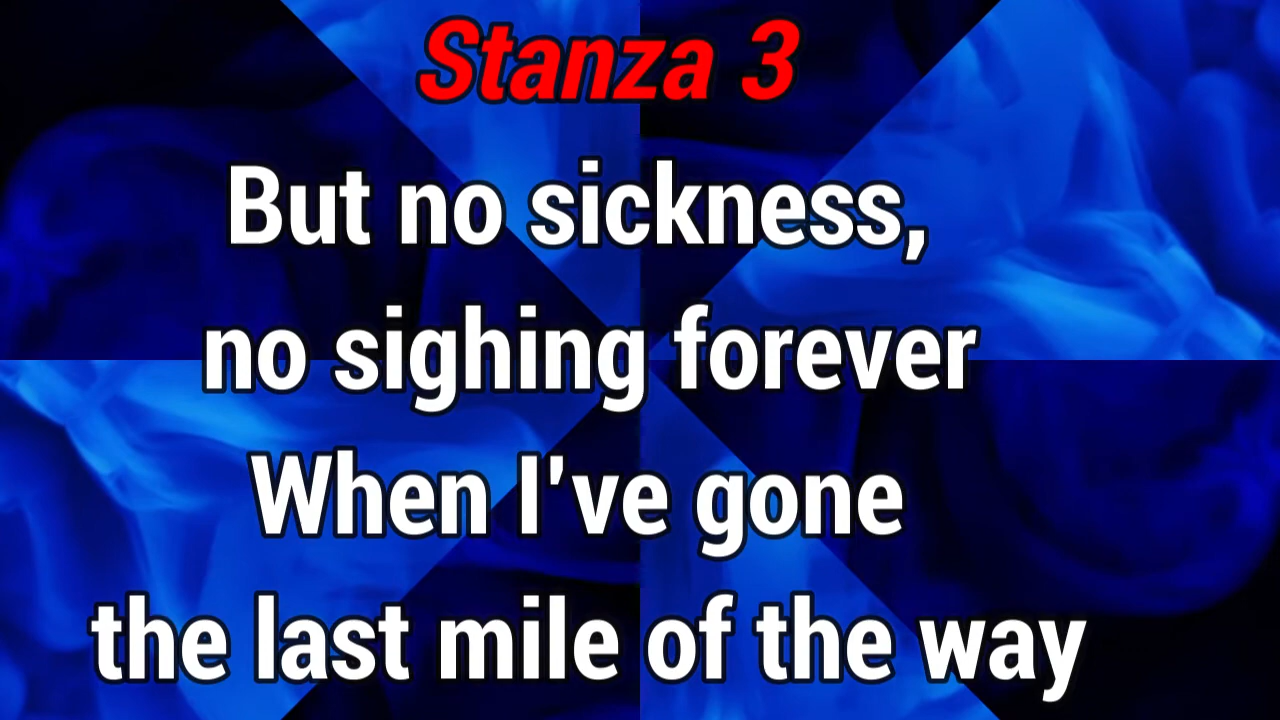 Stanza 3
But no sickness,
no sighing forever
When I've gone
the last mile of the way